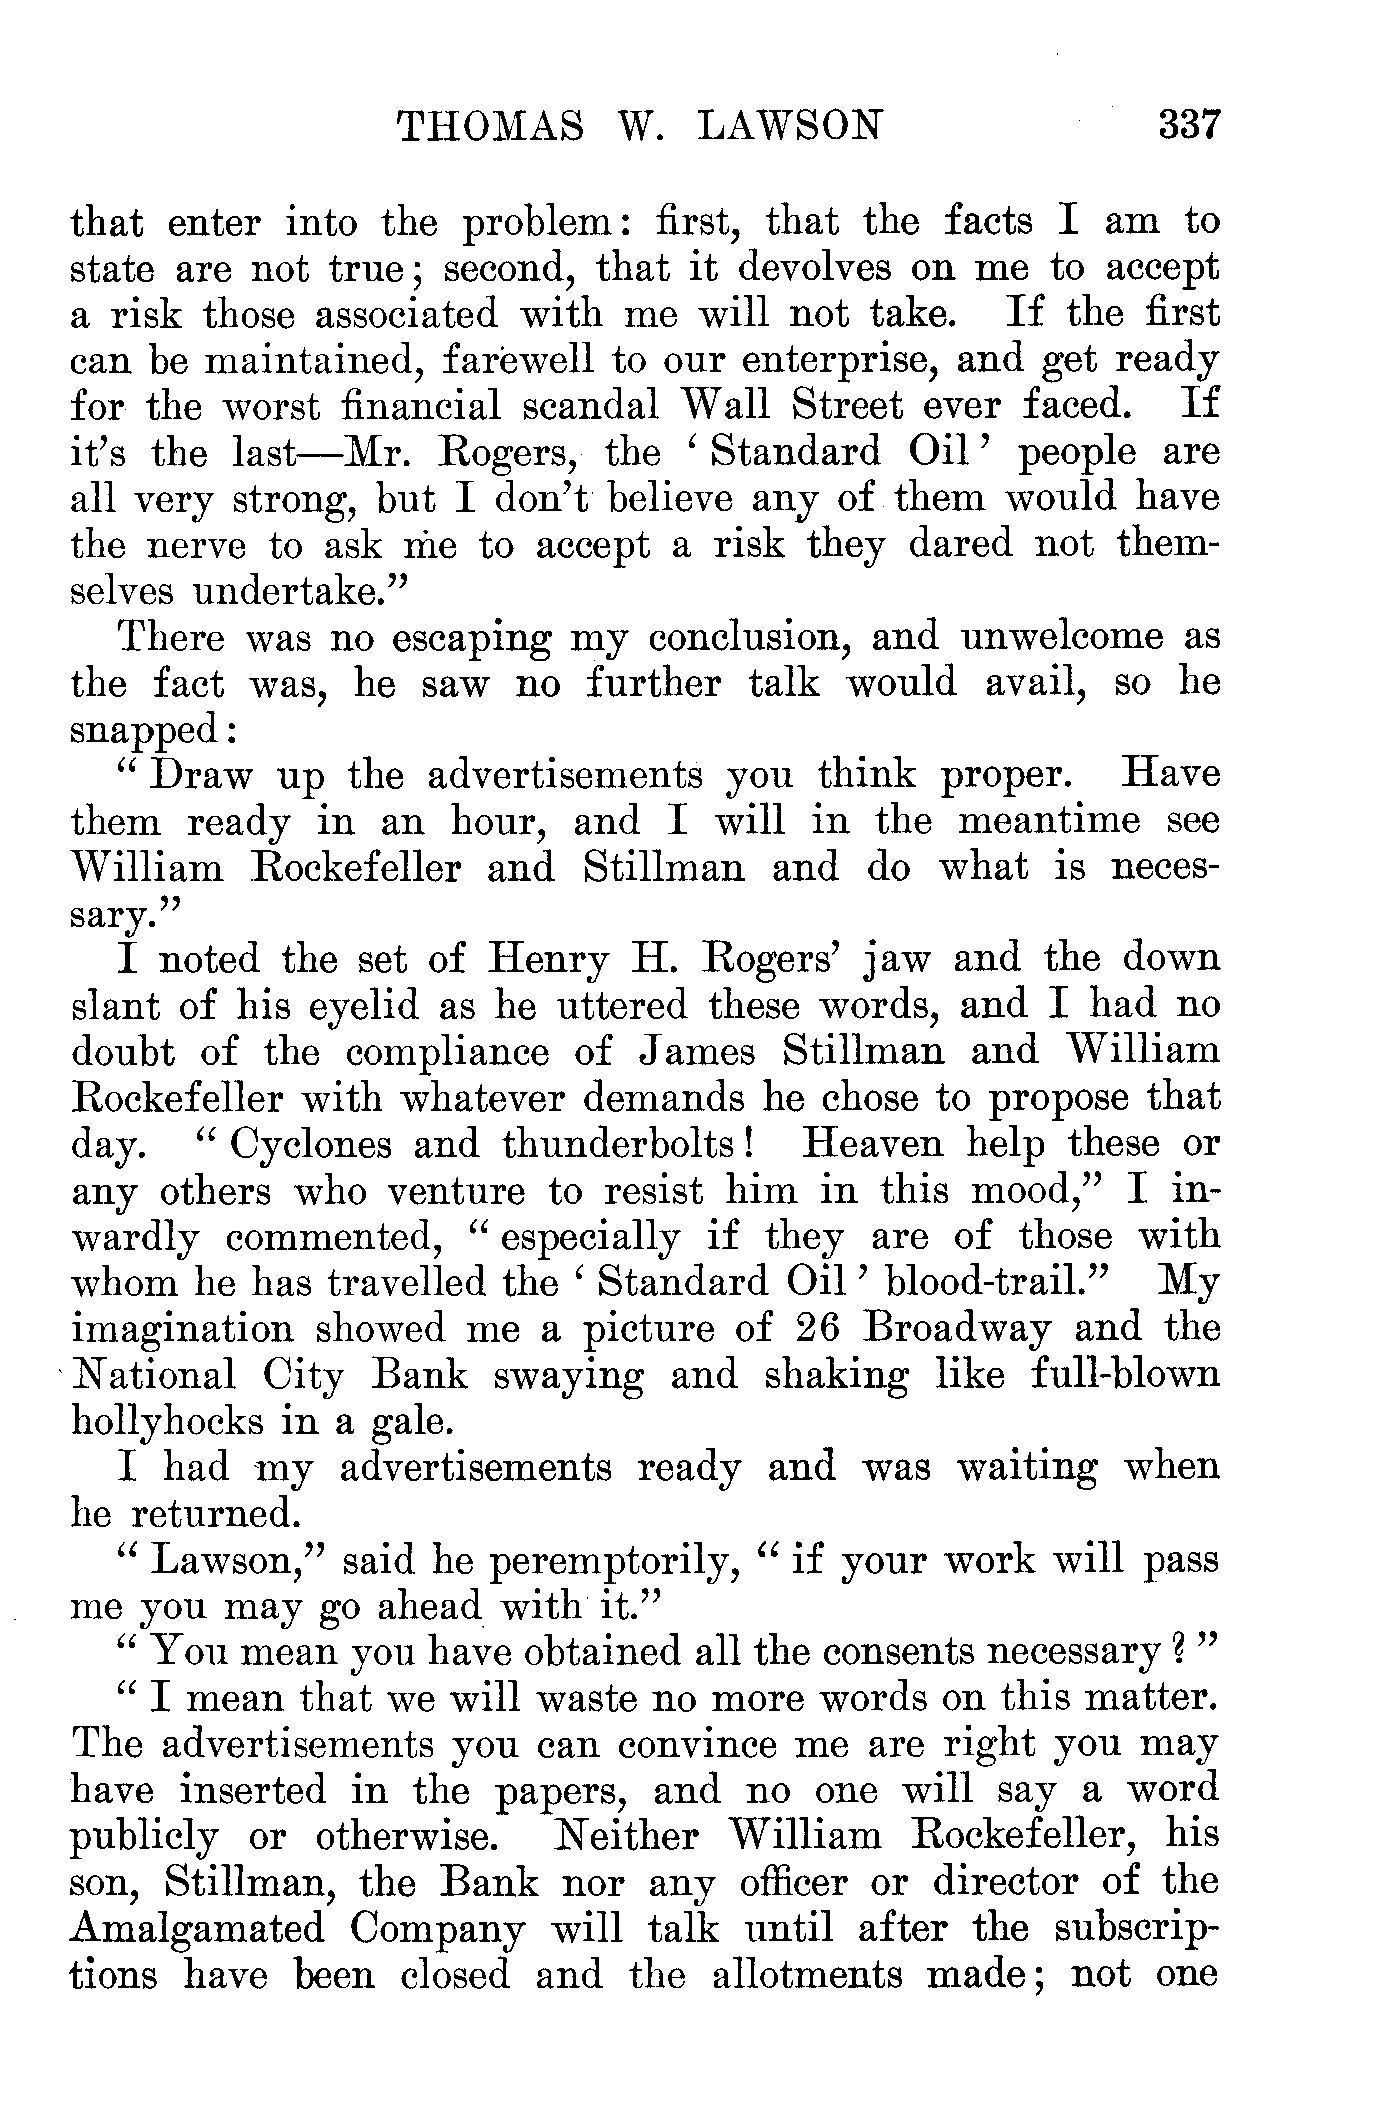 THOMAS W. LAWSON 337
that enter into the problem: first, that the facts I am to
state are not true; second, that it devolves on me to accept
a risk those associated with me will not take. If the first
can be maintained, farewell to our enterprise, and get ready
for the worst financial scandal Wall Street ever faced. If
it's the last—Mr. Rogers, the ‘Standard Oil’ people are
all very strong, but I don't believe any of them would have
the nerve to ask me to accept a risk they dared not them-
selves undertake.”
There was no escaping my conclusion, and unwelcome as
the fact was, he saw no further talk would avail, so he
snapped:
“Draw up the advertisements you think proper. Have
them ready in an hour, and I will in the meantime see
William Rockefeller and Stillman and do what is neces-
sary.”
I noted the set of Henry H. Rogers’ jaw and the down
slant of his eyelid as he uttered these words, and I had no
doubt of the compliance of James Stillman and William
Rockefeller with whatever demands he chose to propose that
day. “Cyclones and thunderbolts! Heaven help these or
any others who venture to resist him in this mood,” I in-
wardly commented, “especially if they are of those with
whom he has travelled the ‘Standard Oil’ blood-trail.” My
imagination showed me a picture of 26 Broadway and the
National City Bank swaying and shaking like full-blown
hollyhocks in a gale.
I had my advertisements ready and was waiting when
he returned.
“Lawson,” said he peremptorily, “if your work will pass
me you may go ahead with it.”
“You mean you have obtained all the consents necessary?”
“I mean that we will waste no more words on this matter.
The advertisements you can convince me are right you may
have inserted in the papers, and no one will say a word
publicly or otherwise. Neither William Rockefeller, his
son, Stillman, the Bank nor any officer or director of the
Amalgamated Company will talk until after the subscrip-
tions have been closed and the allotments made; not one